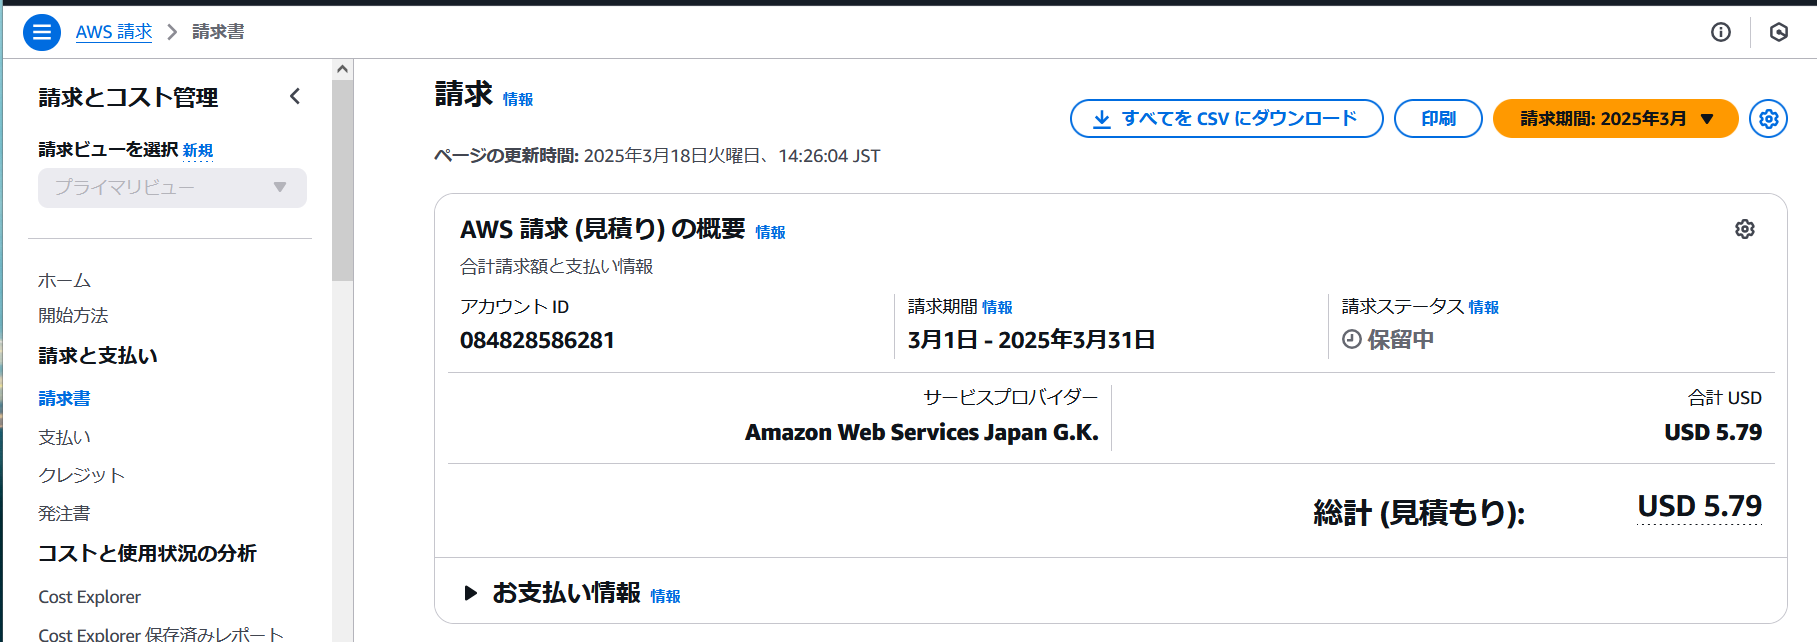 AWS 請求 > 請求書
請求とコスト管理
請求ビューを選択 新規
プライマリビュー
ホーム
開始方法
請求と支払い
請求書
支払い
クレジット
発注書
コストと使用状況の分析
Cost Explorer
Cost Explorer 保存済みレポート
請求 情報
すべてを CSV にダウンロード
印刷
請求期間: 2025年3月
ページの更新時間: 2025年3月18日火曜日、14:26:04 JST
AWS 請求 (見積り) の概要 情報
合計請求額と支払い情報
アカウント ID
084828586281
請求期間 情報
3月1日 - 2025年3月31日
請求ステータス 情報
保留中
サービスプロバイダー
Amazon Web Services Japan G.K.
合計 USD
USD 5.79
総計 (見積もり): USD 5.79
お支払い情報 情報